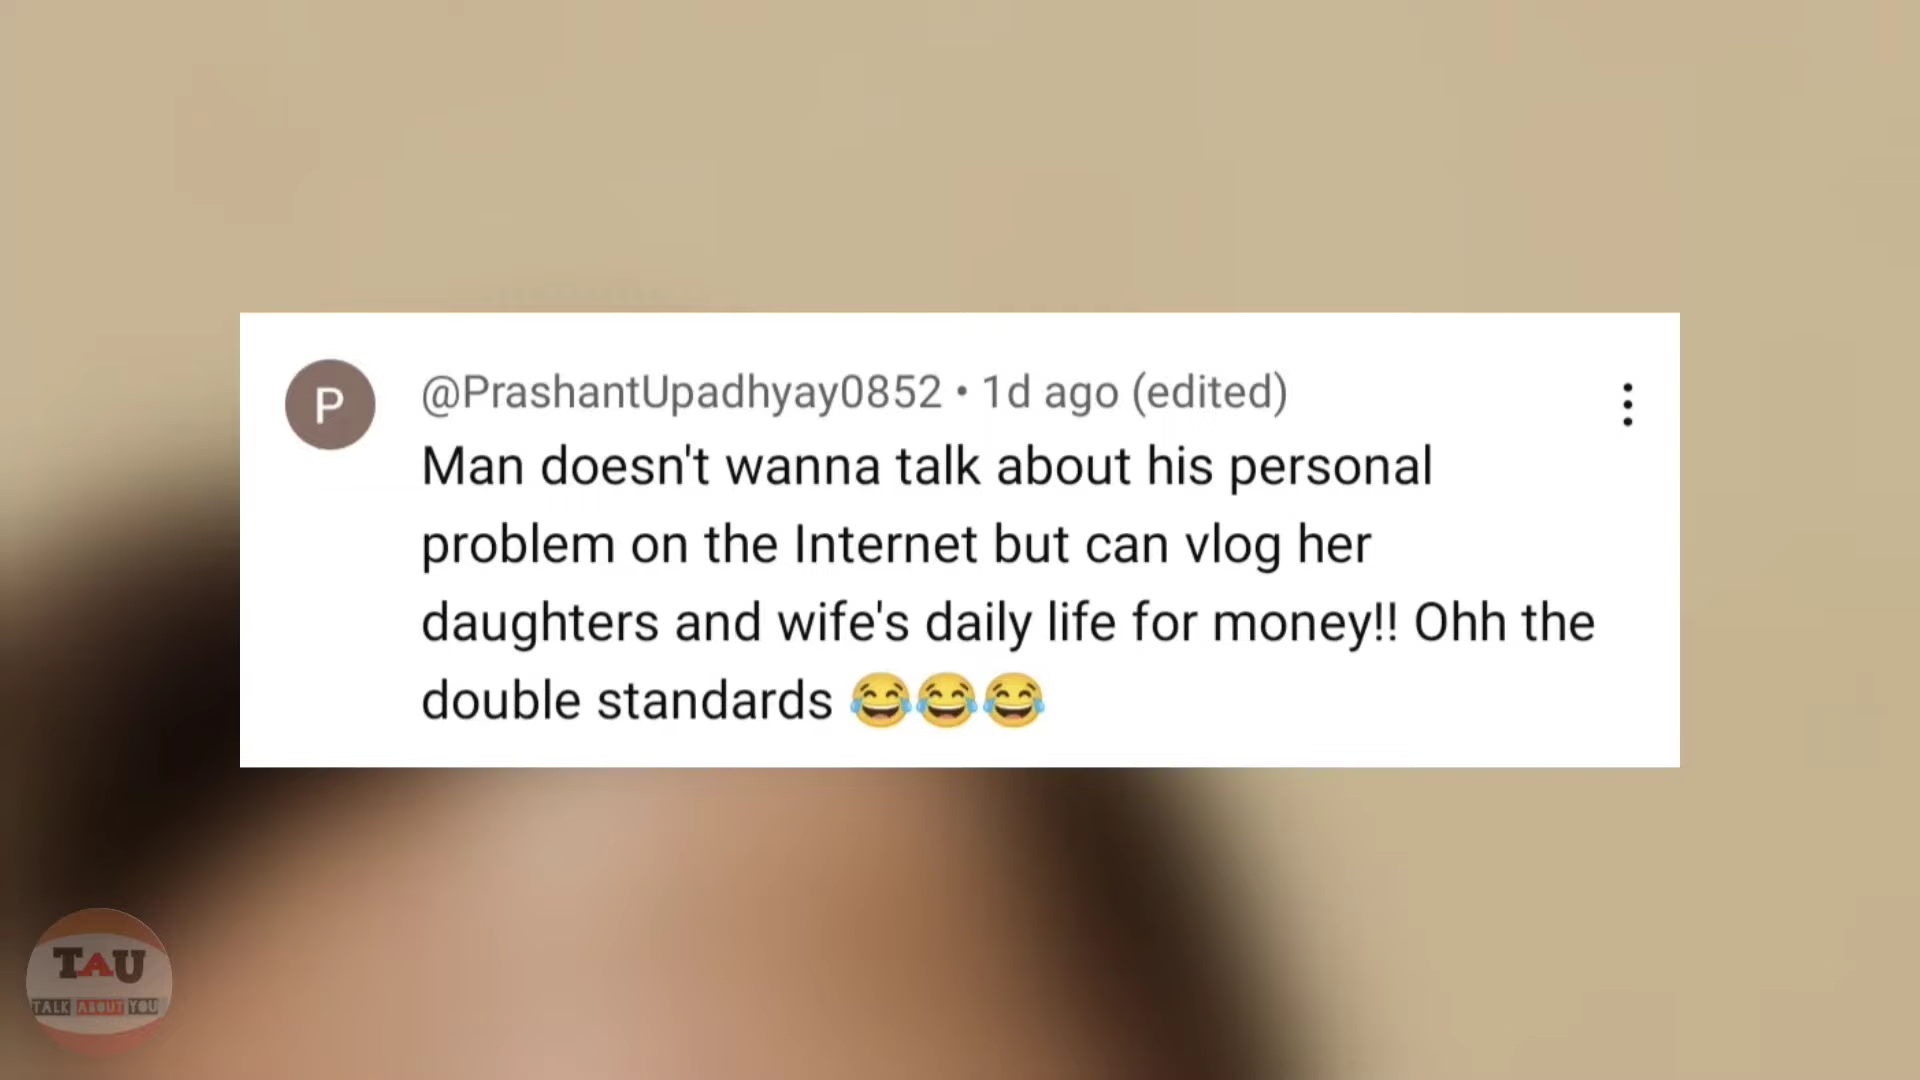 P
@PrashantUpadhyay0852 • 1d ago (edited)
Man doesn't wanna talk about his personal
problem on the Internet but can vlog her
daughters and wife's daily life for money!! Ohh the
double standards 😂😂😂
TAU
TALK ABOUT YOU